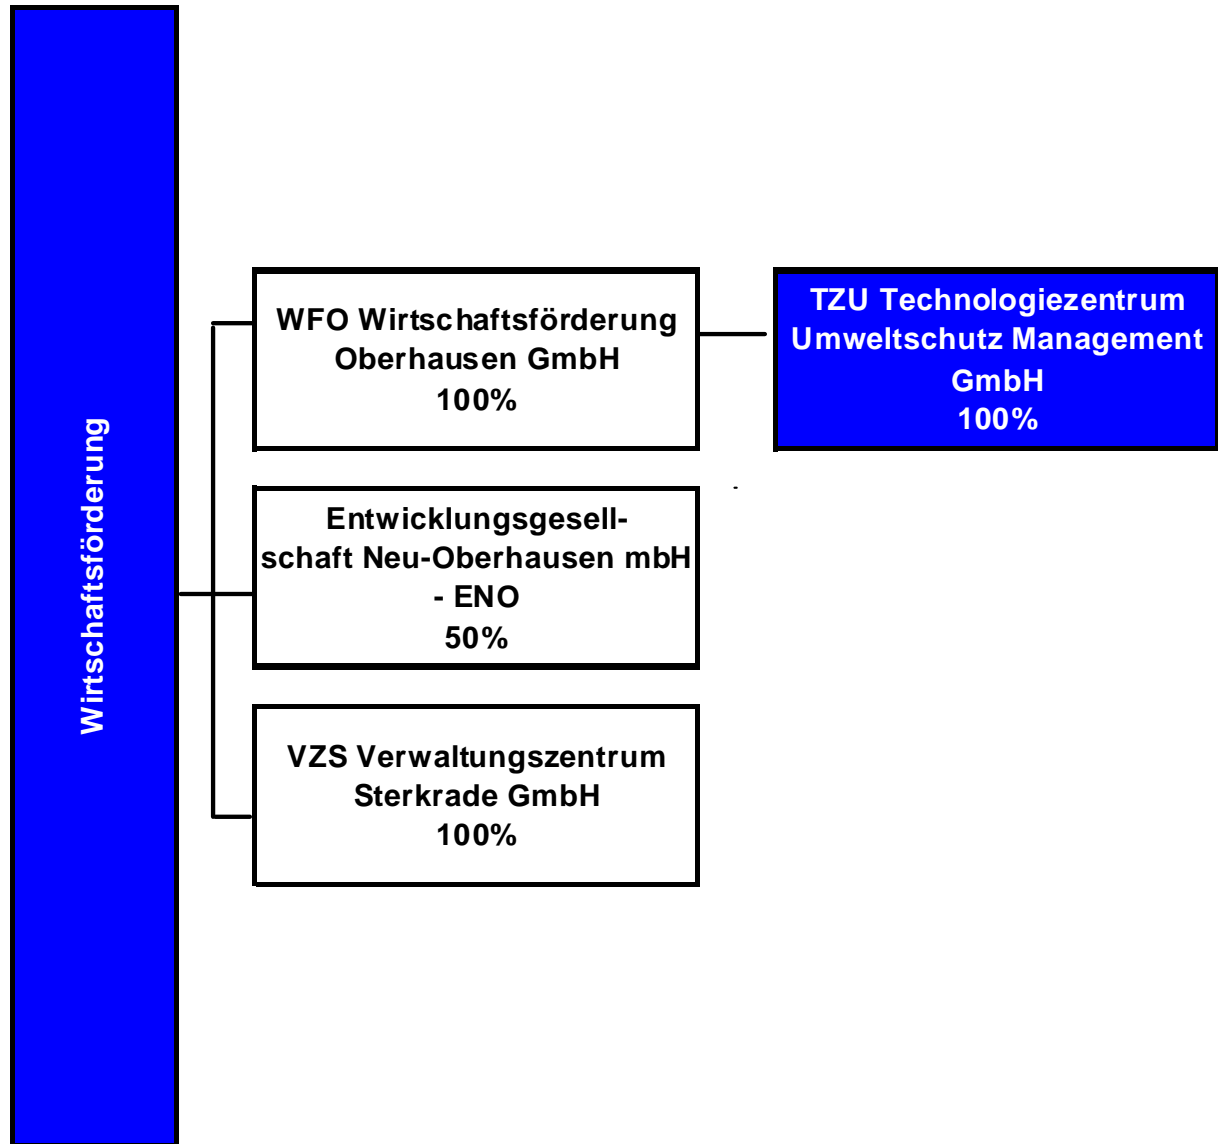 Wirtschaftsförderung
WFO Wirtschaftsförderung
Oberhausen GmbH
100%
TZU Technologiezentrum
Umweltschutz Management
GmbH
100%
Entwicklungsgesell-
schaft Neu-Oberhausen mbH
- ENO
50%
VZS Verwaltungszentrum
Sterkrade GmbH
100%